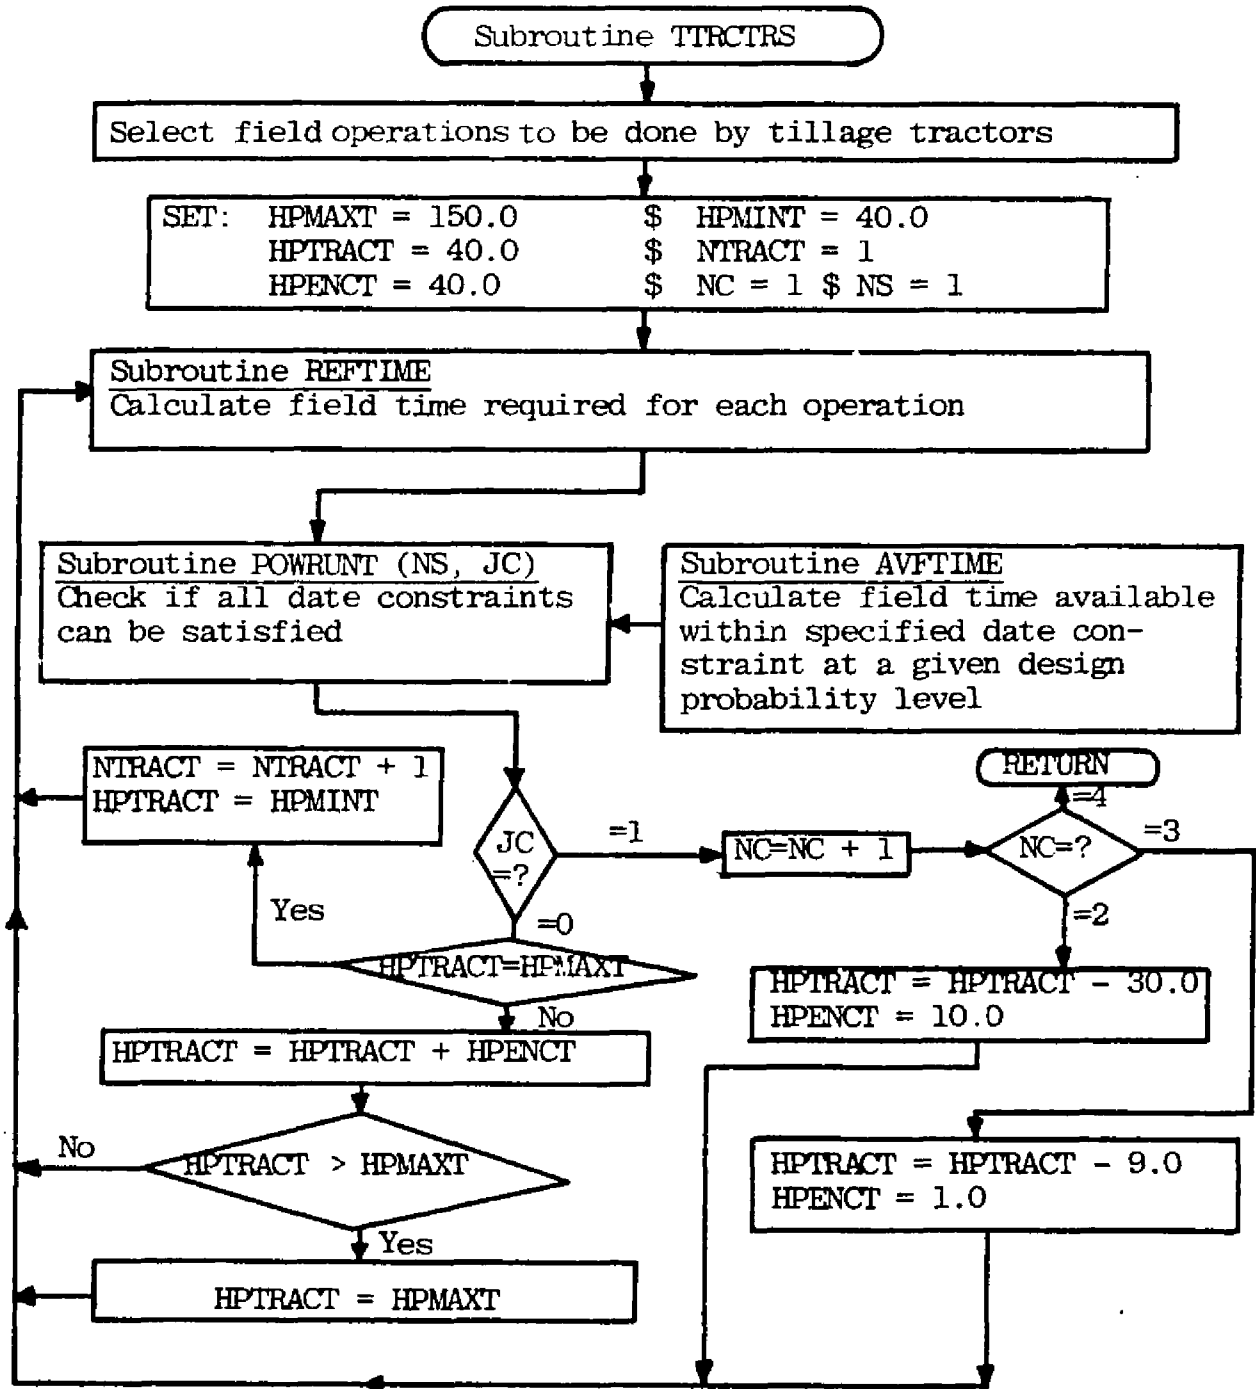 Subroutine TTRCTRS
Select field operations to be done by tillage tractors
SET: HPMAXT = 150.0 $ HPMINT = 40.0
HPTRACT = 40.0 $ NTRACT = 1
HPENCT = 40.0 $ NC = 1 $ NS = 1
Subroutine REFTIME
Calculate field time required for each operation
Subroutine POWRUNT (NS, JC)
Check if all date constraints
can be satisfied
Subroutine AVFTIME
Calculate field time available
within specified date con-
straint at a given design
probability level
NTRACT = NTRACT + 1
HPTRACT = HPMINT
RETURN
=4
JC
=?
=1
NC=NC + 1
NC=?
=3
=2
Yes
=0
HPTRACT=HPMAXT
No
HPTRACT = HPTRACT - 30.0
HPENCT = 10.0
HPTRACT = HPTRACT + HPENCT
No
HPTRACT > HPMAXT
Yes
HPTRACT = HPTRACT - 9.0
HPENCT = 1.0
HPTRACT = HPMAXT